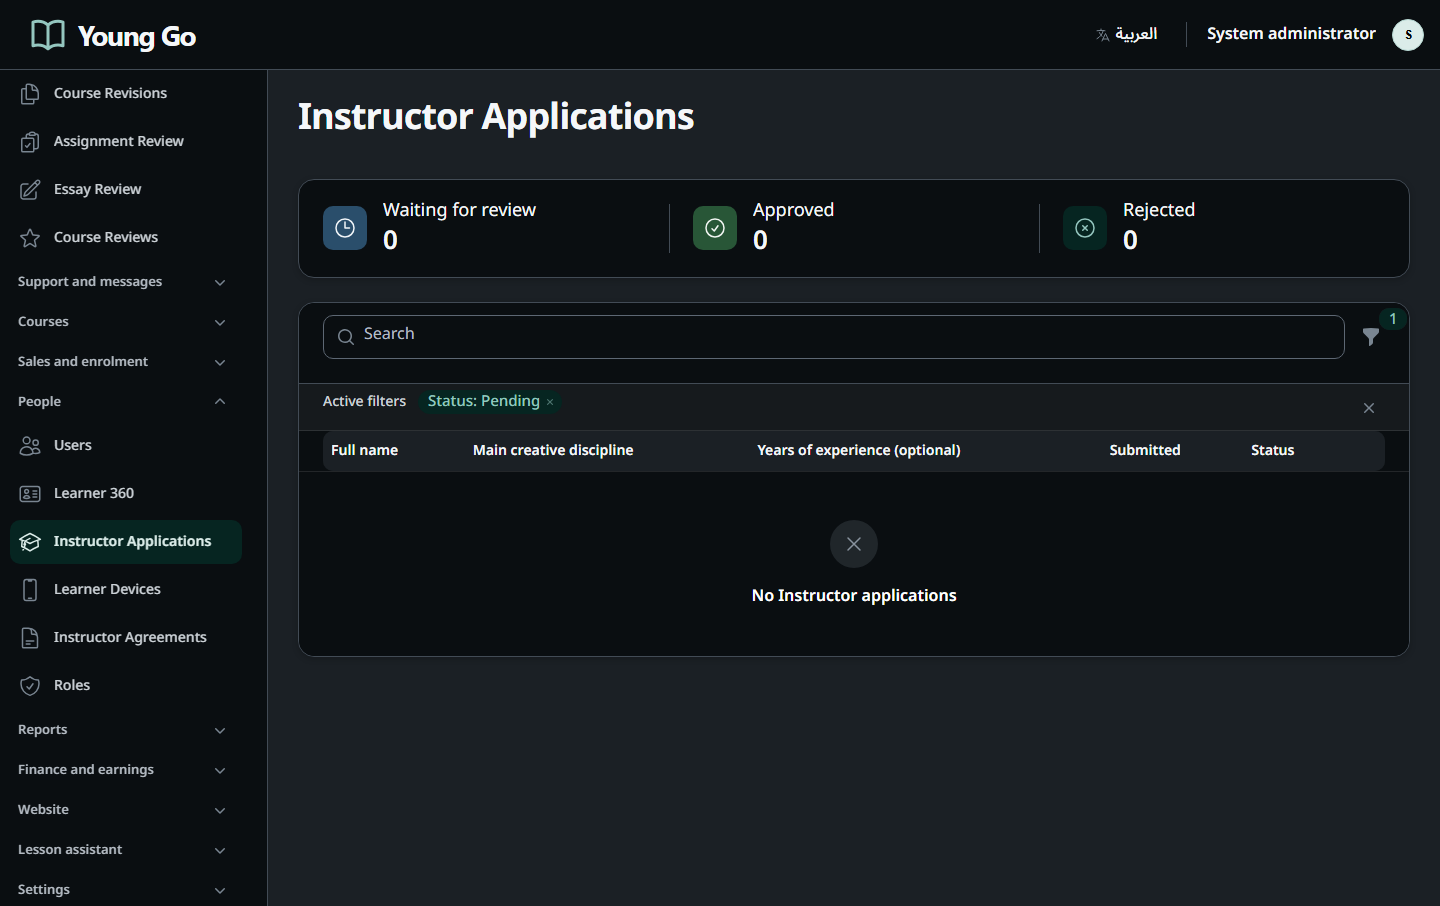 Young Go
العربية
System administrator
S
Course Revisions
Assignment Review
Essay Review
Course Reviews
Support and messages
Courses
Sales and enrolment
People
Users
Learner 360
Instructor Applications
Learner Devices
Instructor Agreements
Roles
Reports
Finance and earnings
Website
Lesson assistant
Settings
Instructor Applications
Waiting for review
0
Approved
0
Rejected
0
Search
1
Active filters Status: Pending ×
Full name Main creative discipline Years of experience (optional) Submitted Status
No Instructor applications